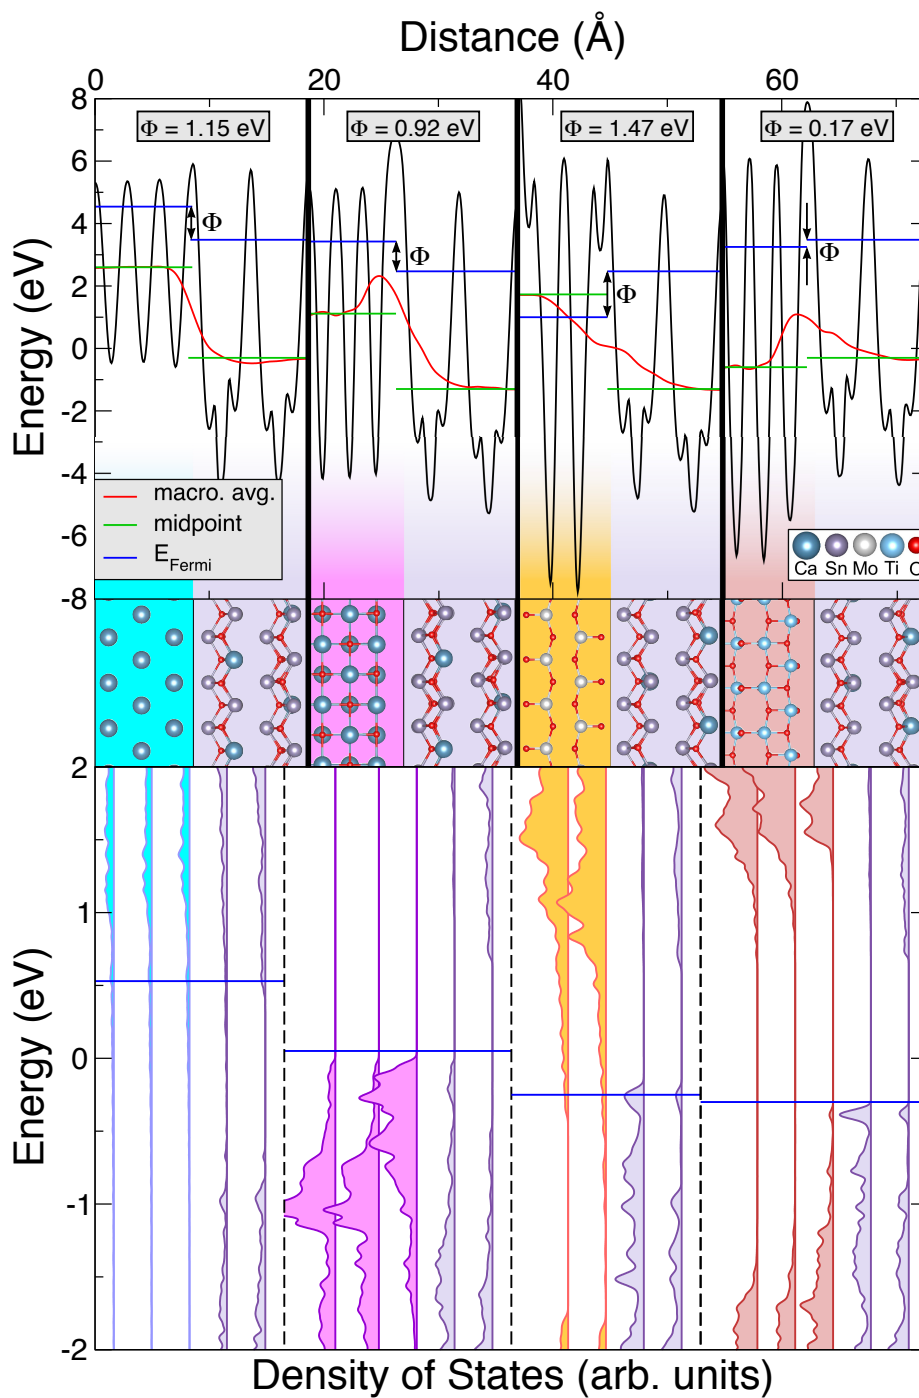 Distance (Å)
0 20 40 60
8
6
4
2
0
-2
-4
-6
-8
Energy (eV)
Φ = 1.15 eV
Φ = 0.92 eV
Φ = 1.47 eV
Φ = 0.17 eV
Φ
Φ
Φ
Φ
macro. avg.
midpoint
E_Fermi
Ca Sn Mo Ti
2
1
0
-1
-2
Energy (eV)
Density of States (arb. units)